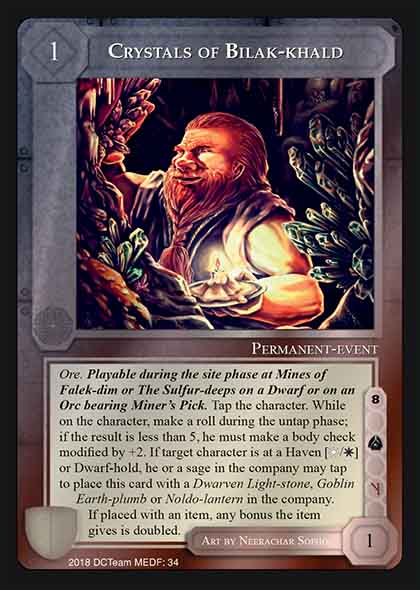 1
Crystals of Bilak-khald
Permanent-event
Ore. Playable during the site phase at Mines of
Falek-dim or The Sulfur-deeps on a Dwarf or on an
Orc bearing Miner's Pick. Tap the character. While
on the character, make a roll during the untap phase;
if the result is less than 5, he must make a body check
modified by +2. If target character is at a Haven [☼/✷]
or Dwarf-hold, he or a sage in the company may tap
to place this card with a Dwarven Light-stone, Goblin
Earth-plumb or Noldo-lantern in the company.
If placed with an item, any bonus the item
gives is doubled.
8
Art by Neerachar
1
2018 DCTeam MEDF: 34